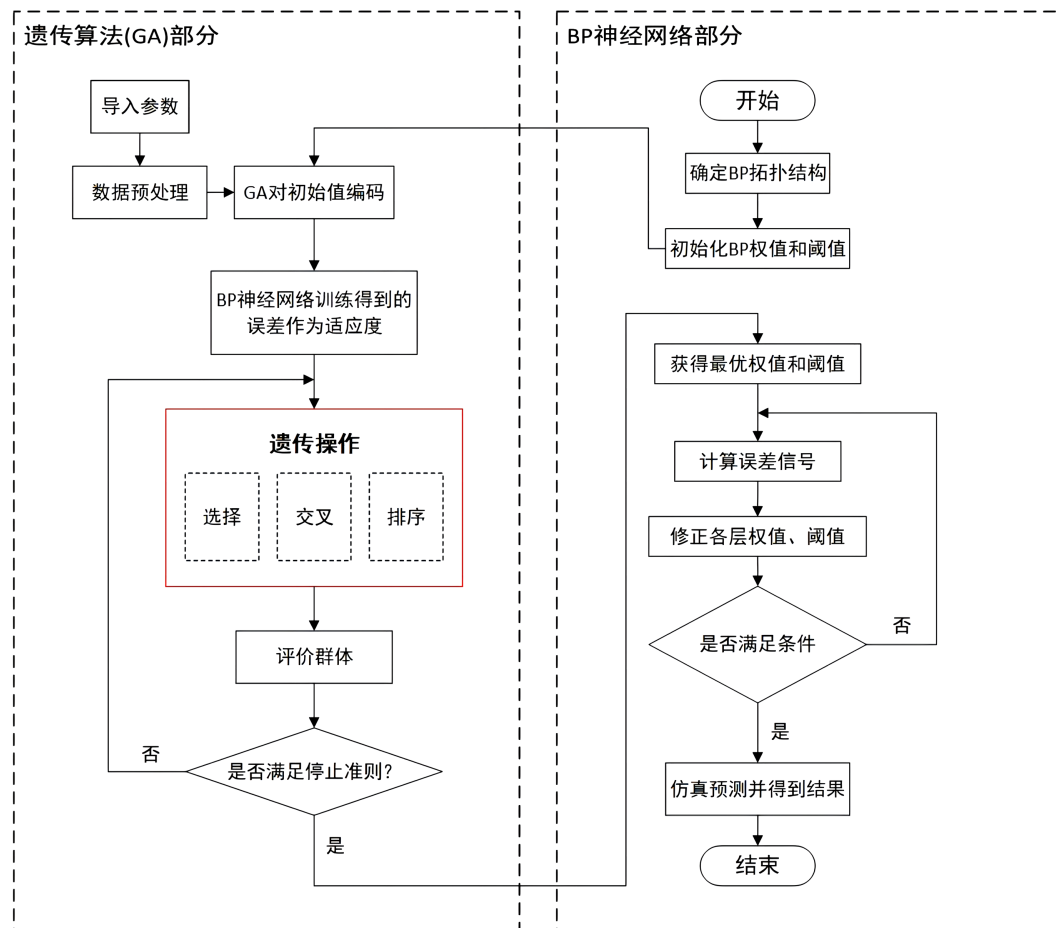 遗传算法(GA)部分
导入参数
数据预处理
GA对初始值编码
BP神经网络训练得到的
误差作为适应度
遗传操作
选择
交叉
排序
评价群体
是否满足停止准则?
否
是
BP神经网络部分
开始
确定BP拓扑结构
初始化BP权值和阈值
获得最优权值和阈值
计算误差信号
修正各层权值、阈值
是否满足条件
否
是
仿真预测并得到结果
结束